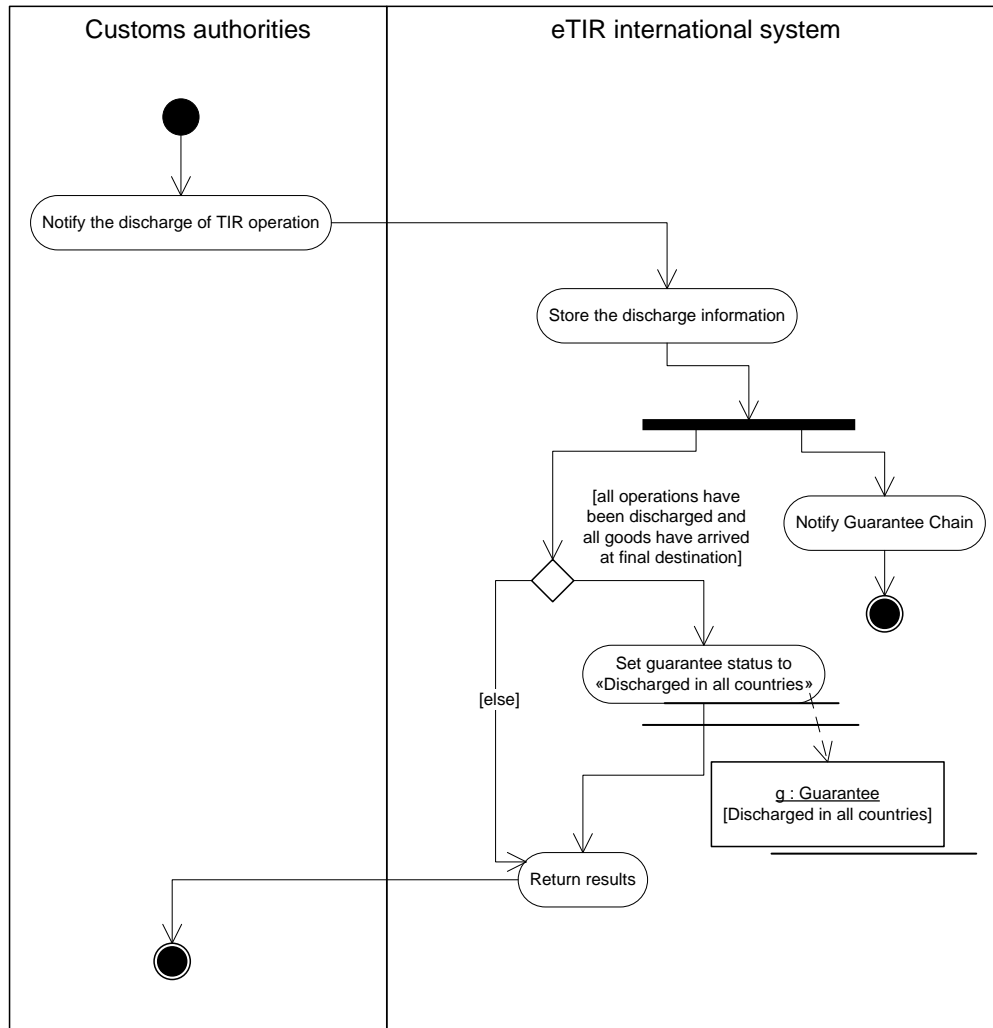 Customs authorities
eTIR international system
Notify the discharge of TIR operation
Store the discharge information
[all operations have
been discharged and
all goods have arrived
at final destination]
Notify Guarantee Chain
Set guarantee status to
«Discharged in all countries»
[else]
g : Guarantee
[Discharged in all countries]
Return results